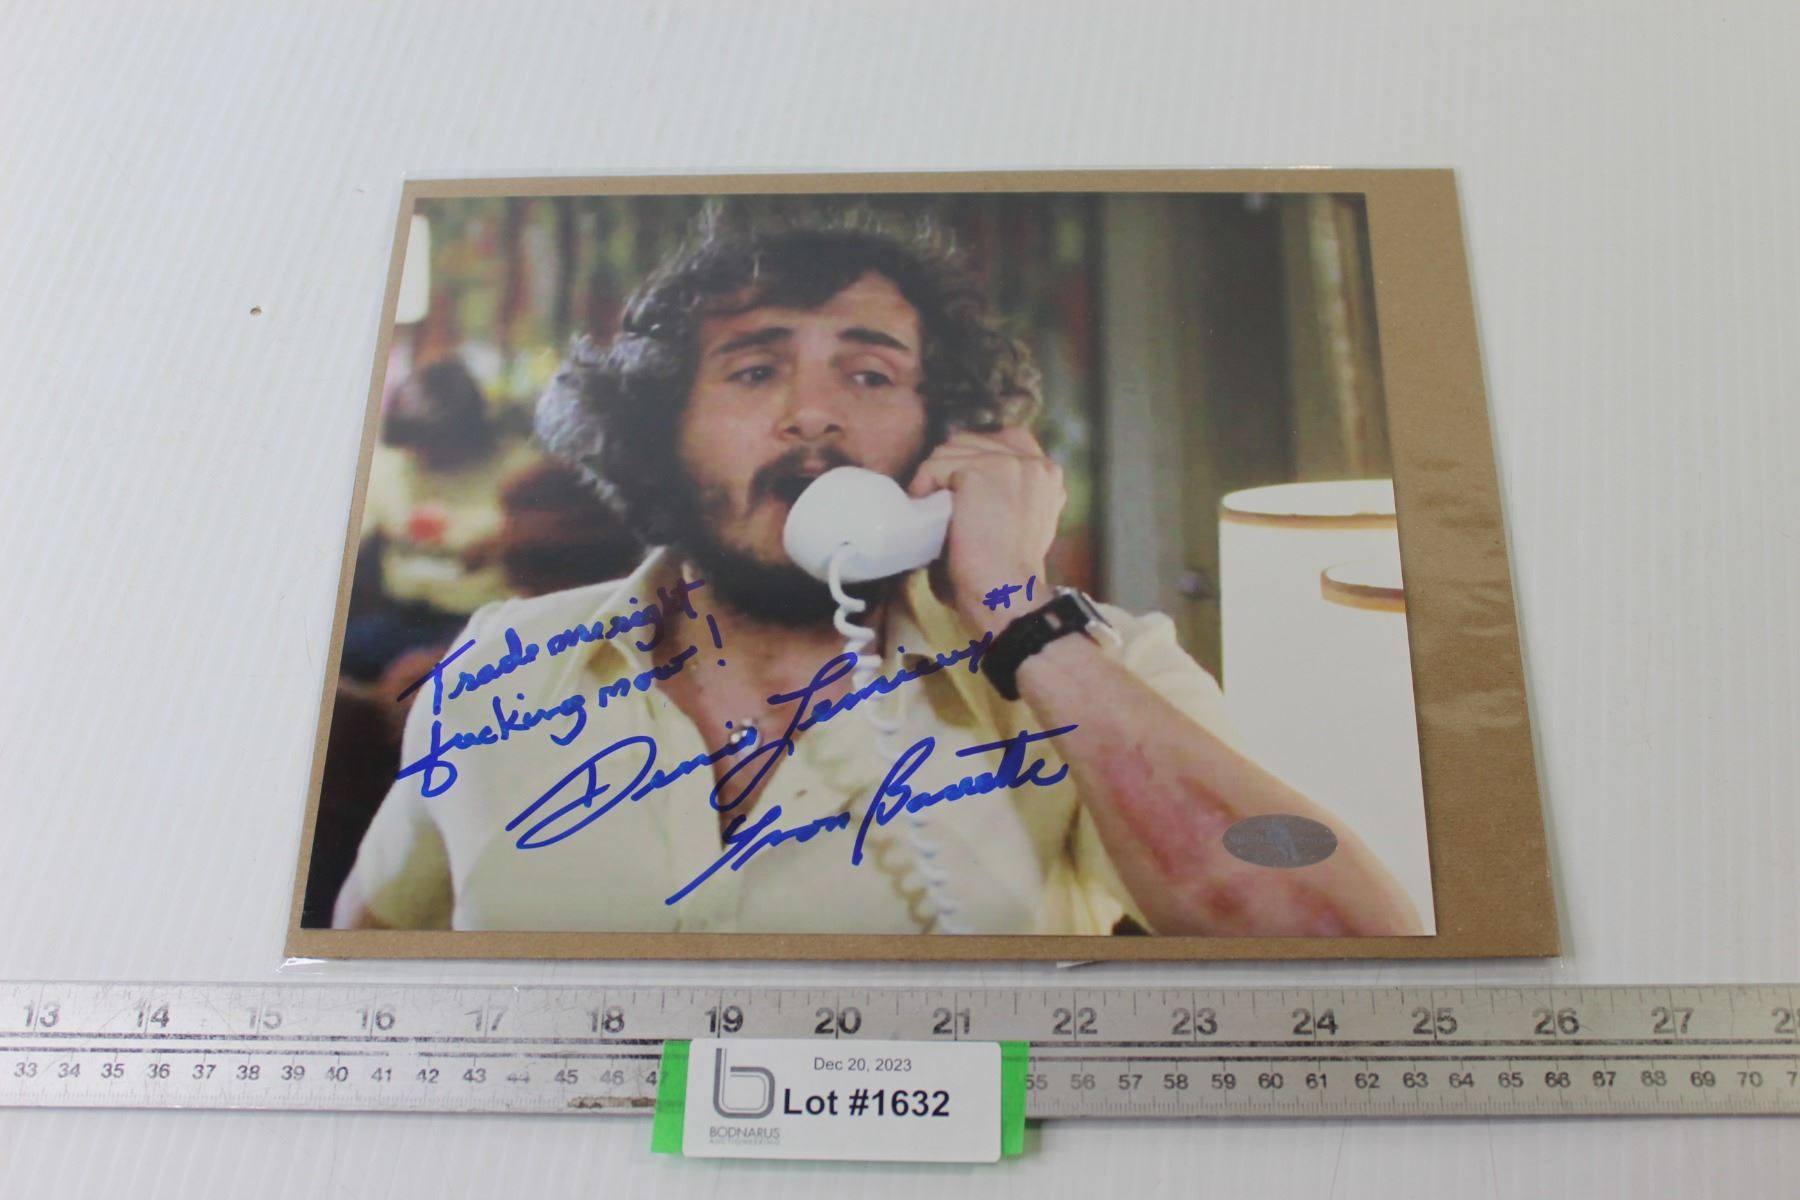 Trade me right
fucking now!
Denis Lemieux #1
Yvon Barrette
13 14 15 16 17 18 19 20 21 22 23 24 25 26 27
33 34 35 36 37 38 39 40 41 42 43 44 45 46 55 56 57 58 59 60 61 62 63 64 65 66 67 68 69 70
Dec 20, 2023
Lot #1632
BODNARUS
AUCTIONEERING